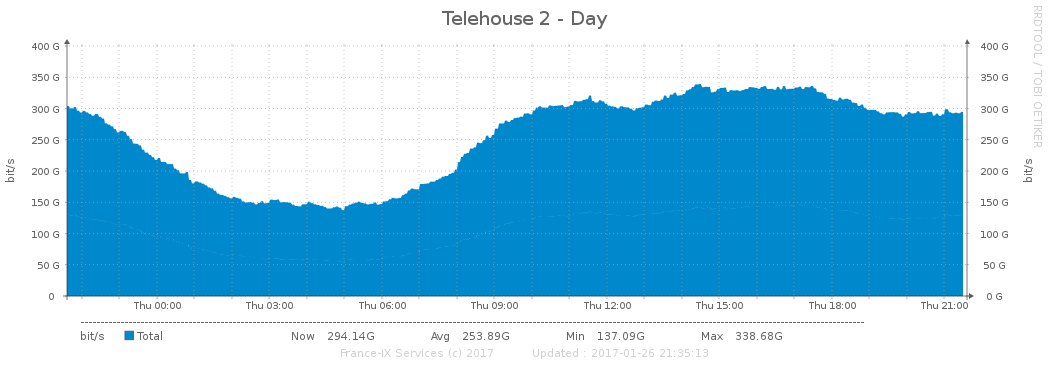 Telehouse 2 - Day
RRDTOOL / TOBI OETIKER
400 G 400 G
350 G 350 G
300 G 300 G
250 G 250 G
200 G 200 G
150 G 150 G
100 G 100 G
50 G 50 G
0 0 G
bit/s bit/s
Thu 00:00 Thu 03:00 Thu 06:00 Thu 09:00 Thu 12:00 Thu 15:00 Thu 18:00 Thu 21:00
bit/s Total Now 294.14G Avg 253.89G Min 137.09G Max 338.68G
France-IX Services (c) 2017 Updated : 2017-01-26 21:35:13